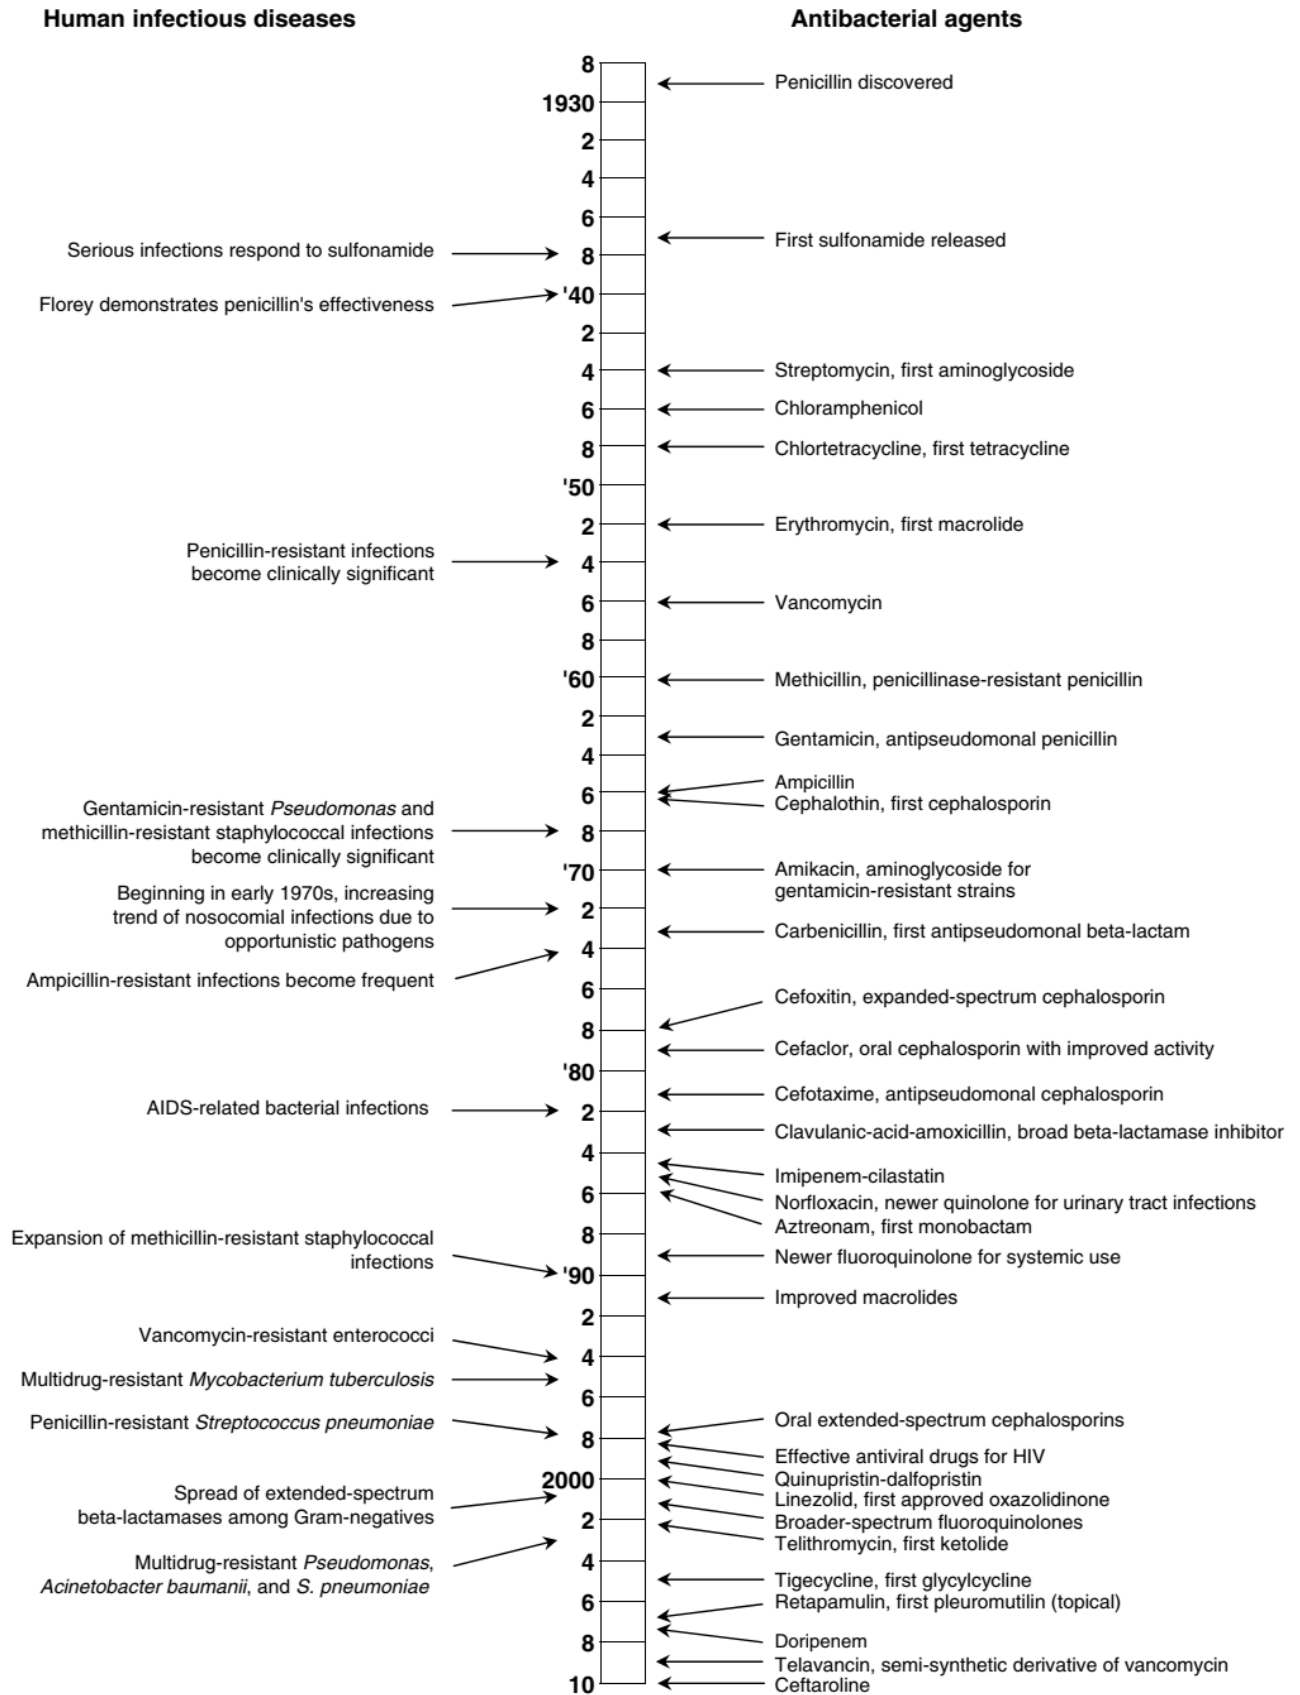 Human infectious diseases
Antibacterial agents
8
Penicillin discovered
1930
2
4
6
First sulfonamide released
Serious infections respond to sulfonamide
8
Florey demonstrates penicillin's effectiveness
'40
2
4
Streptomycin, first aminoglycoside
6
Chloramphenicol
8
Chlortetracycline, first tetracycline
'50
2
Erythromycin, first macrolide
Penicillin-resistant infections
become clinically significant
4
6
Vancomycin
8
'60
Methicillin, penicillinase-resistant penicillin
2
Gentamicin, antipseudomonal penicillin
4
Ampicillin
6
Cephalothin, first cephalosporin
Gentamicin-resistant Pseudomonas and
methicillin-resistant staphylococcal infections
become clinically significant
8
'70
Amikacin, aminoglycoside for
gentamicin-resistant strains
Beginning in early 1970s, increasing
trend of nosocomial infections due to
opportunistic pathogens
2
Carbenicillin, first antipseudomonal beta-lactam
4
Ampicillin-resistant infections become frequent
6
Cefoxitin, expanded-spectrum cephalosporin
8
Cefaclor, oral cephalosporin with improved activity
'80
Cefotaxime, antipseudomonal cephalosporin
AIDS-related bacterial infections
2
Clavulanic-acid-amoxicillin, broad beta-lactamase inhibitor
4
Imipenem-cilastatin
6
Norfloxacin, newer quinolone for urinary tract infections
Aztreonam, first monobactam
8
Expansion of methicillin-resistant staphylococcal
infections
Newer fluoroquinolone for systemic use
'90
Improved macrolides
2
Vancomycin-resistant enterococci
4
Multidrug-resistant Mycobacterium tuberculosis
6
Penicillin-resistant Streptococcus pneumoniae
Oral extended-spectrum cephalosporins
8
Effective antiviral drugs for HIV
2000
Quinupristin-dalfopristin
Spread of extended-spectrum
beta-lactamases among Gram-negatives
Linezolid, first approved oxazolidinone
2
Broader-spectrum fluoroquinolones
Telithromycin, first ketolide
Multidrug-resistant Pseudomonas,
Acinetobacter baumanii, and S. pneumoniae
4
Tigecycline, first glycylcycline
6
Retapamulin, first pleuromutilin (topical)
8
Doripenem
Telavancin, semi-synthetic derivative of vancomycin
10
Ceftaroline